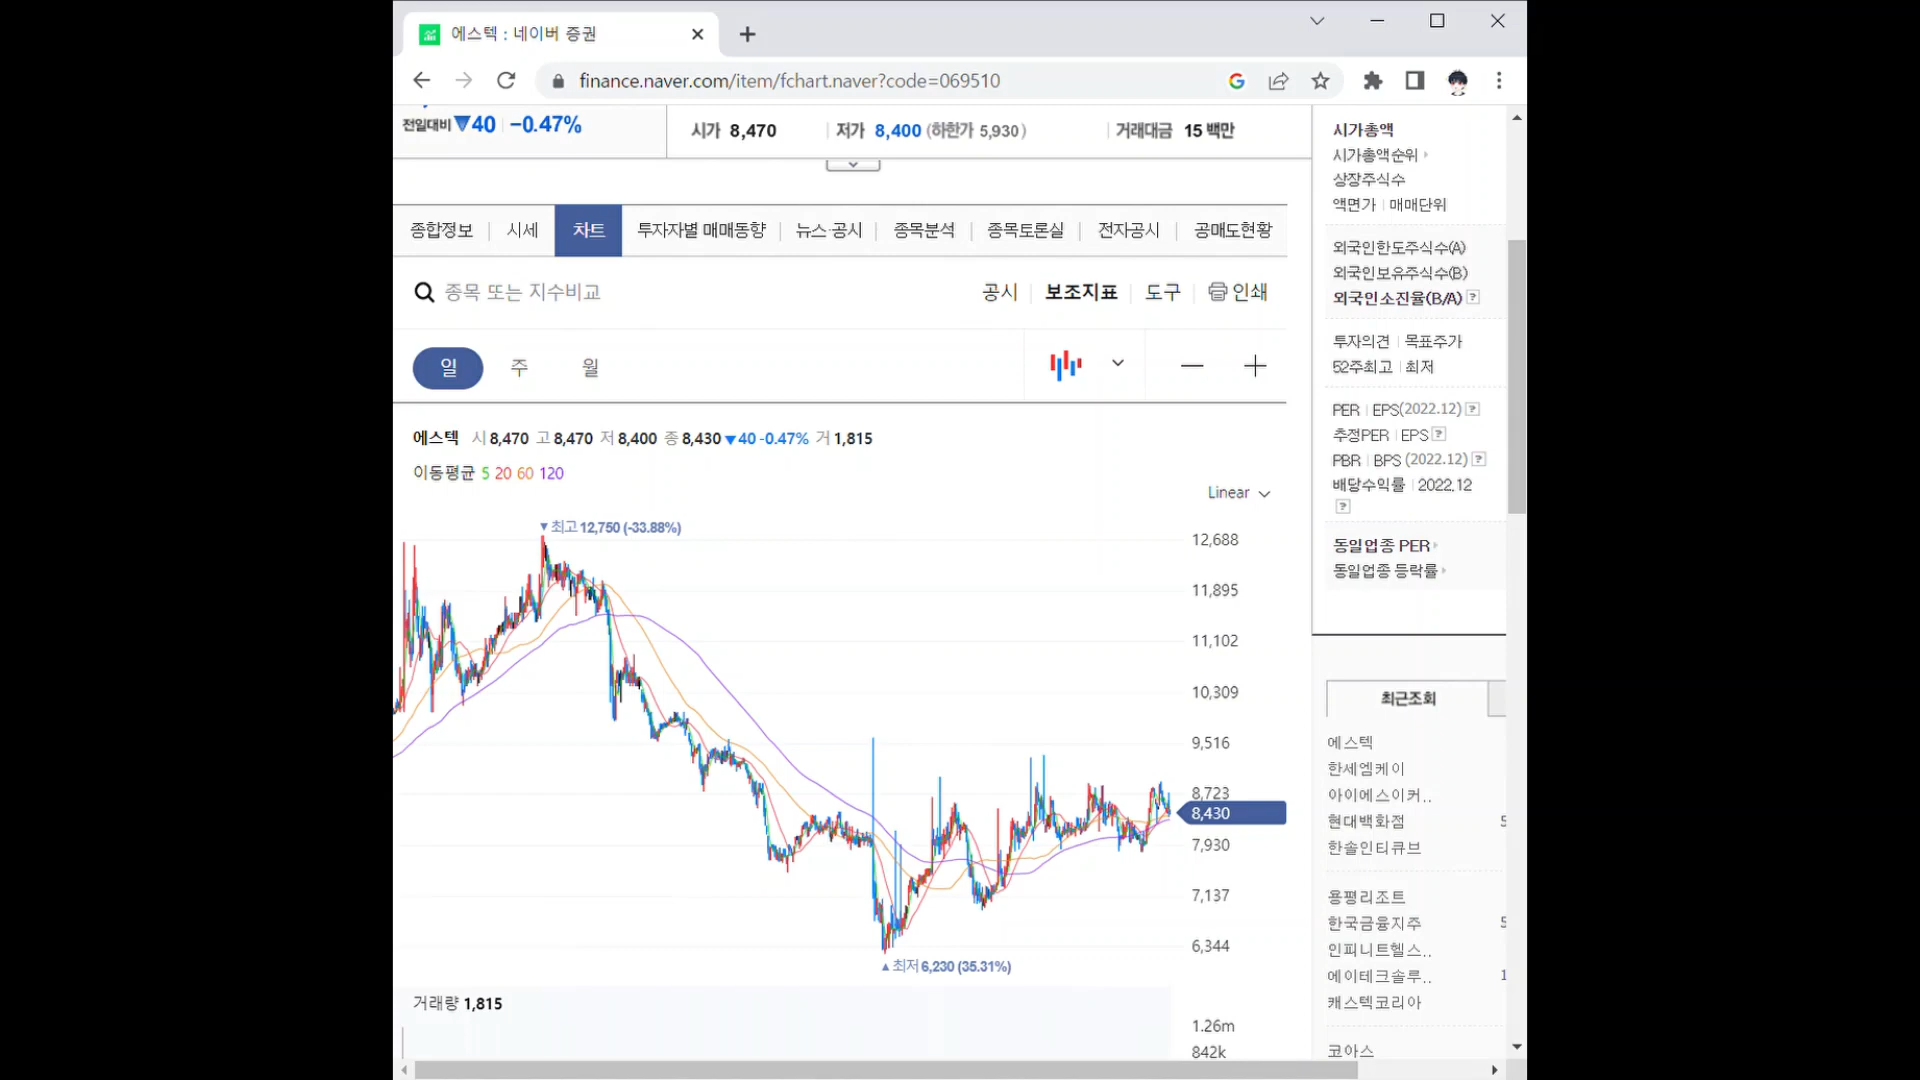 에스텍 : 네이버 증권
finance.naver.com/item/fchart.naver?code=069510
전일대비 ▼40 -0.47%
시가 8,470 저가 8,400 (하한가 5,930) 거래대금 15 백만
종합정보 시세 차트 투자자별 매매동향 뉴스·공시 종목분석 종목토론실 전자공시 공매도현황
종목 또는 지수비교 공시 보조지표 도구 인쇄
일 주 월
에스텍 시 8,470 고 8,470 저 8,400 종 8,430 ▼40 -0.47% 거 1,815
이동평균 5 20 60 120
Linear
▼최고 12,750 (-33.88%)
12,688
11,895
11,102
10,309
9,516
8,723
8,430
7,930
7,137
6,344
▲최저 6,230 (35.31%)
거래량 1,815
1.26m
842k
시가총액
시가총액순위
상장주식수
액면가 매매단위
외국인한도주식수(A)
외국인보유주식수(B)
외국인소진율(B/A) ?
투자의견 목표주가
52주최고 최저
PER EPS(2022.12) ?
추정PER EPS ?
PBR BPS (2022.12) ?
배당수익률 2022.12
?
동일업종 PER
동일업종 등락률
최근조회
에스텍
한세엠케이
아이에스이커..
현대백화점 5
한솔인티큐브
용평리조트
한국금융지주 5
인피니트헬스..
에이테크솔루.. 1
캐스텍코리아
코아스